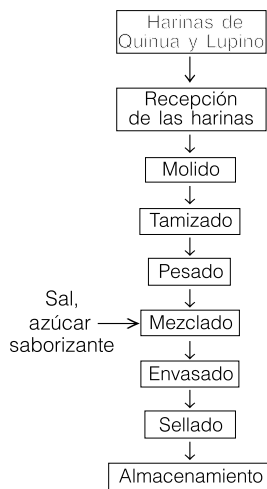 Harinas de
Quinua y Lupino
Recepción
de las harinas
Molido
Tamizado
Pesado
Sal,
azúcar
saborizante
Mezclado
Envasado
Sellado
Almacenamiento